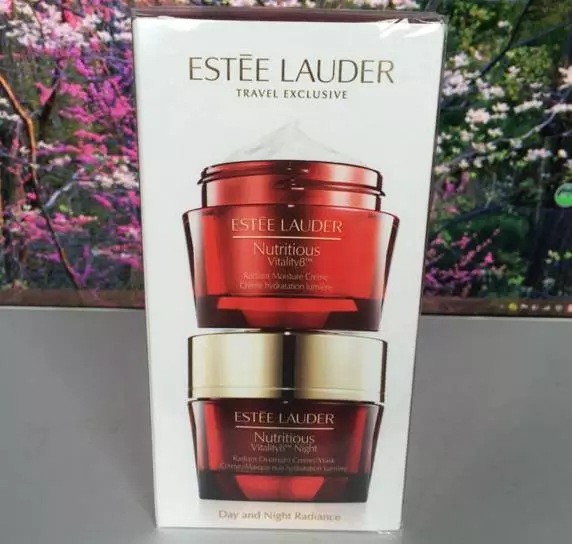 ESTĒE LAUDER
TRAVEL EXCLUSIVE
ESTĒE LAUDER
Nutritious
Vitality8™
Radiant Moisture Creme
Crème hydratation lumière
ESTĒE LAUDER
Nutritious
Vitality8™ Night
Radiant Overnight Creme/Mask
Crème/Masque nuit hydratation lumière
Day and Night Radiance